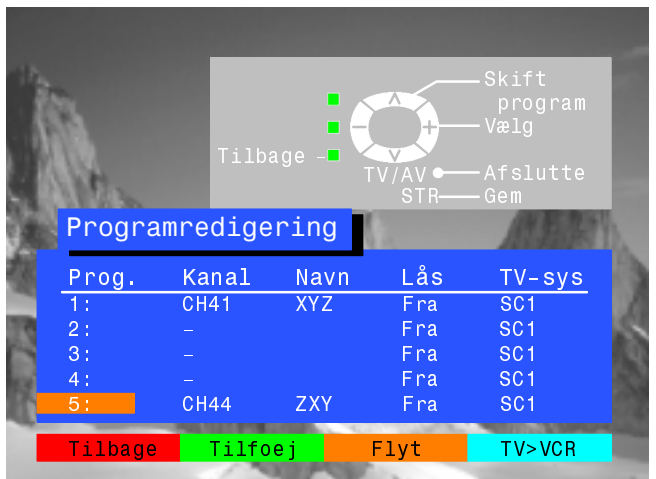 Skift
program
Vælg
Tilbage
TV/AV Afslutte
STR Gem
Programredigering
Prog. Kanal Navn Lås TV-sys
1: CH41 XYZ Fra SC1
2: – Fra SC1
3: – Fra SC1
4: – Fra SC1
5: CH44 ZXY Fra SC1
Tilbage Tilfoej Flyt TV>VCR